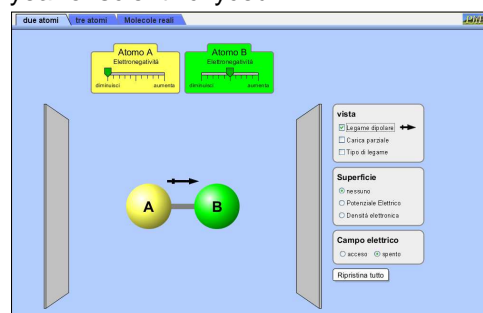 due atomi tre atomi Molecole reali
Atomo A
Elettronegatività
diminuisci aumenta
Atomo B
Elettronegatività
diminuisci aumenta
A
B
vista
Legame dipolare
Carica parziale
Tipo di legame
Superficie
nessuno
Potenziale Elettrico
Densità elettronica
Campo elettrico
acceso spento
Ripristina tutto